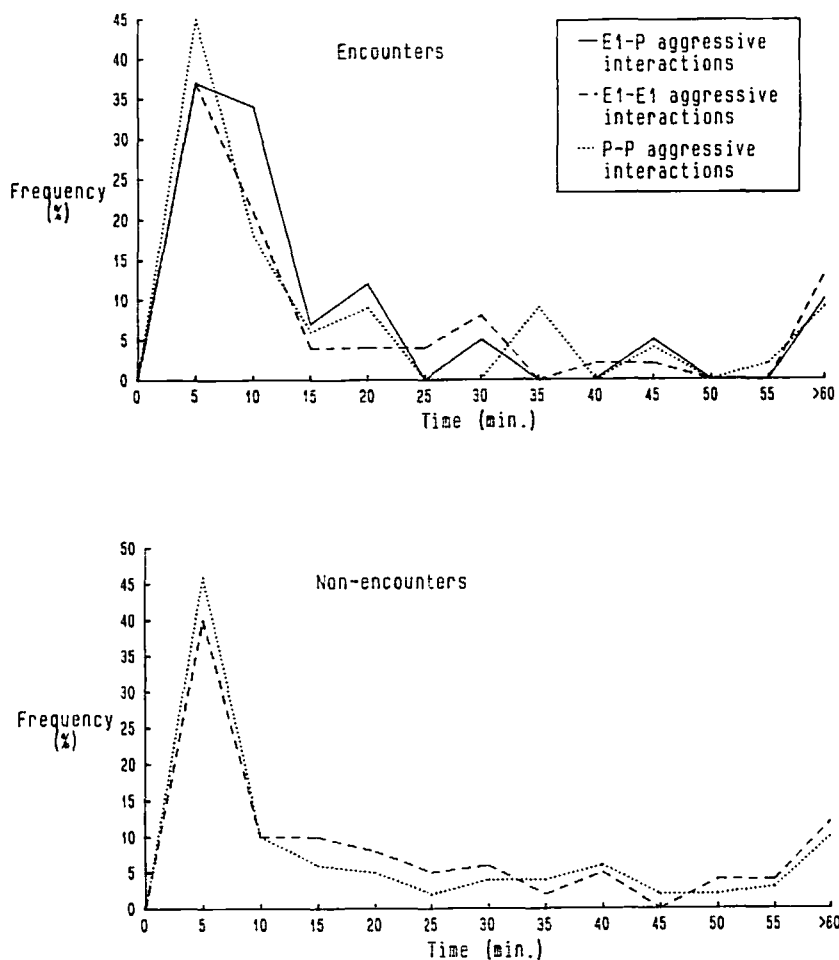 45
40
35
30
25
20
15
10
5
0
Frequency
(%)
Encounters
E1-P aggressive
interactions
E1-E1 aggressive
interactions
P-P aggressive
interactions
0 5 10 15 20 25 30 35 40 45 50 55 >60
Time (min.)
50
45
40
35
30
25
20
15
10
5
0
Frequency
(%)
Non-encounters
0 5 10 15 20 25 30 35 40 45 50 55 >60
Time (min.)